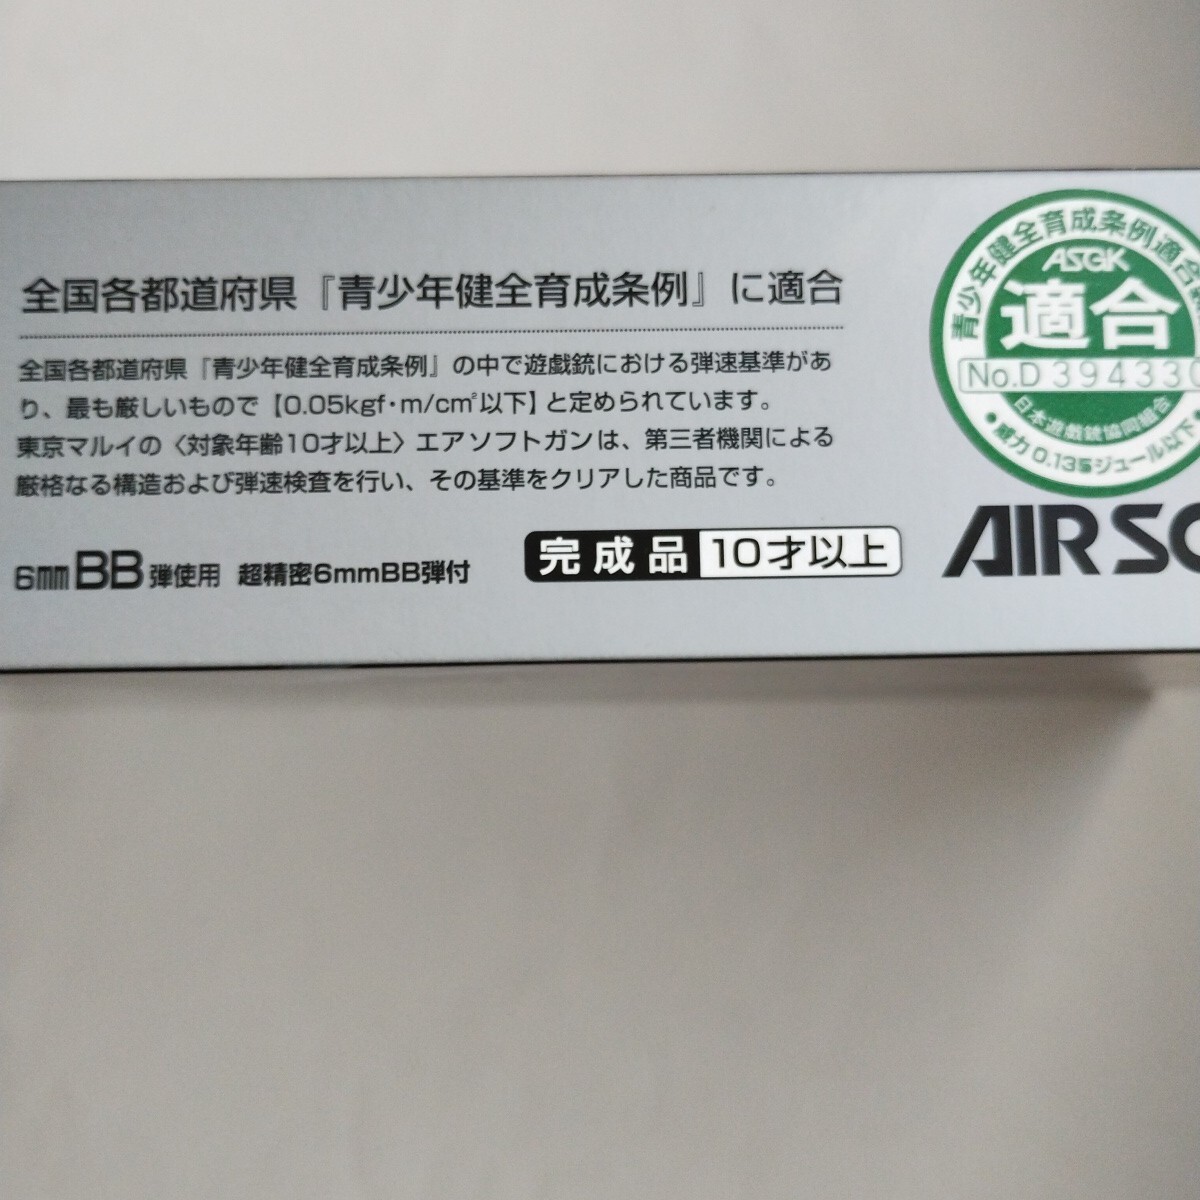 全国各都道府県『青少年健全育成条例』に適合
全国各都道府県『青少年健全育成条例』の中で遊戯銃における弾速基準があ
り、最も厳しいもので【0.05kgf・m/c㎡以下】と定められています。
東京マルイの〈対象年齢10才以上〉エアソフトガンは、第三者機関による
厳格なる構造および弾速検査を行い、その基準をクリアした商品です。
6mmBB弾使用 超精密6mmBB弾付
完成品 10才以上
青少年健全育成条例適合
ASGK
適合
No.D 394330
日本遊戯銃協同組合
・威力0.135ジュール以下
AIR SO